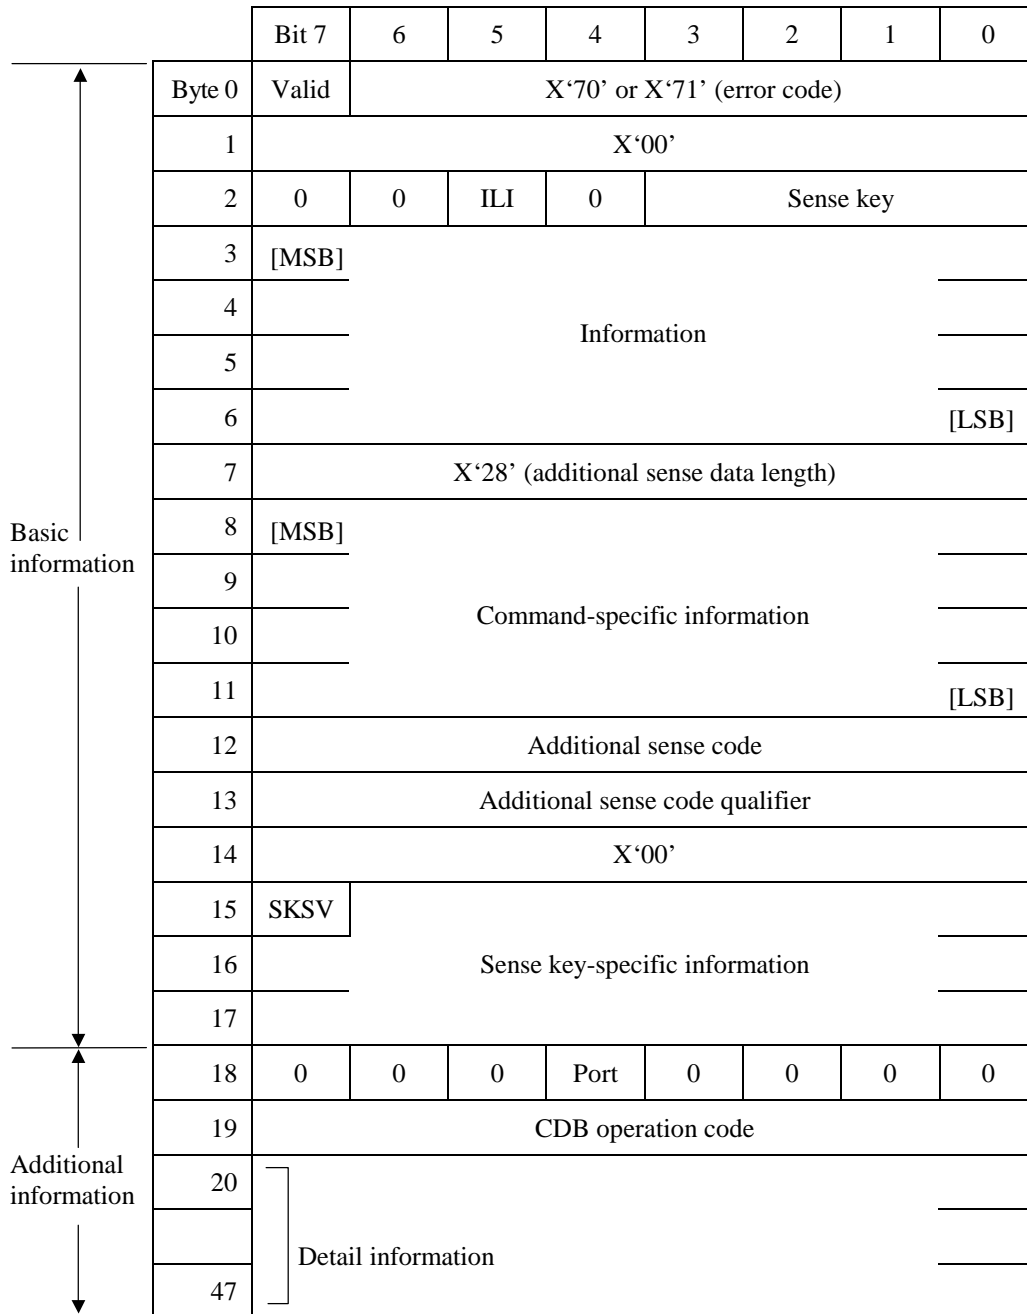 Bit 7 6 5 4 3 2 1 0
Byte 0 Valid X‘70’ or X‘71’ (error code)
1 X‘00’
2 0 0 ILI 0 Sense key
3 [MSB]
4
Information
5
6 [LSB]
7 X‘28’ (additional sense data length)
8 [MSB]
Basic
information
9
Command-specific information
10
11 [LSB]
12 Additional sense code
13 Additional sense code qualifier
14 X‘00’
15 SKSV
16 Sense key-specific information
17
18 0 0 0 Port 0 0 0 0
19 CDB operation code
Additional
information
20
Detail information
47